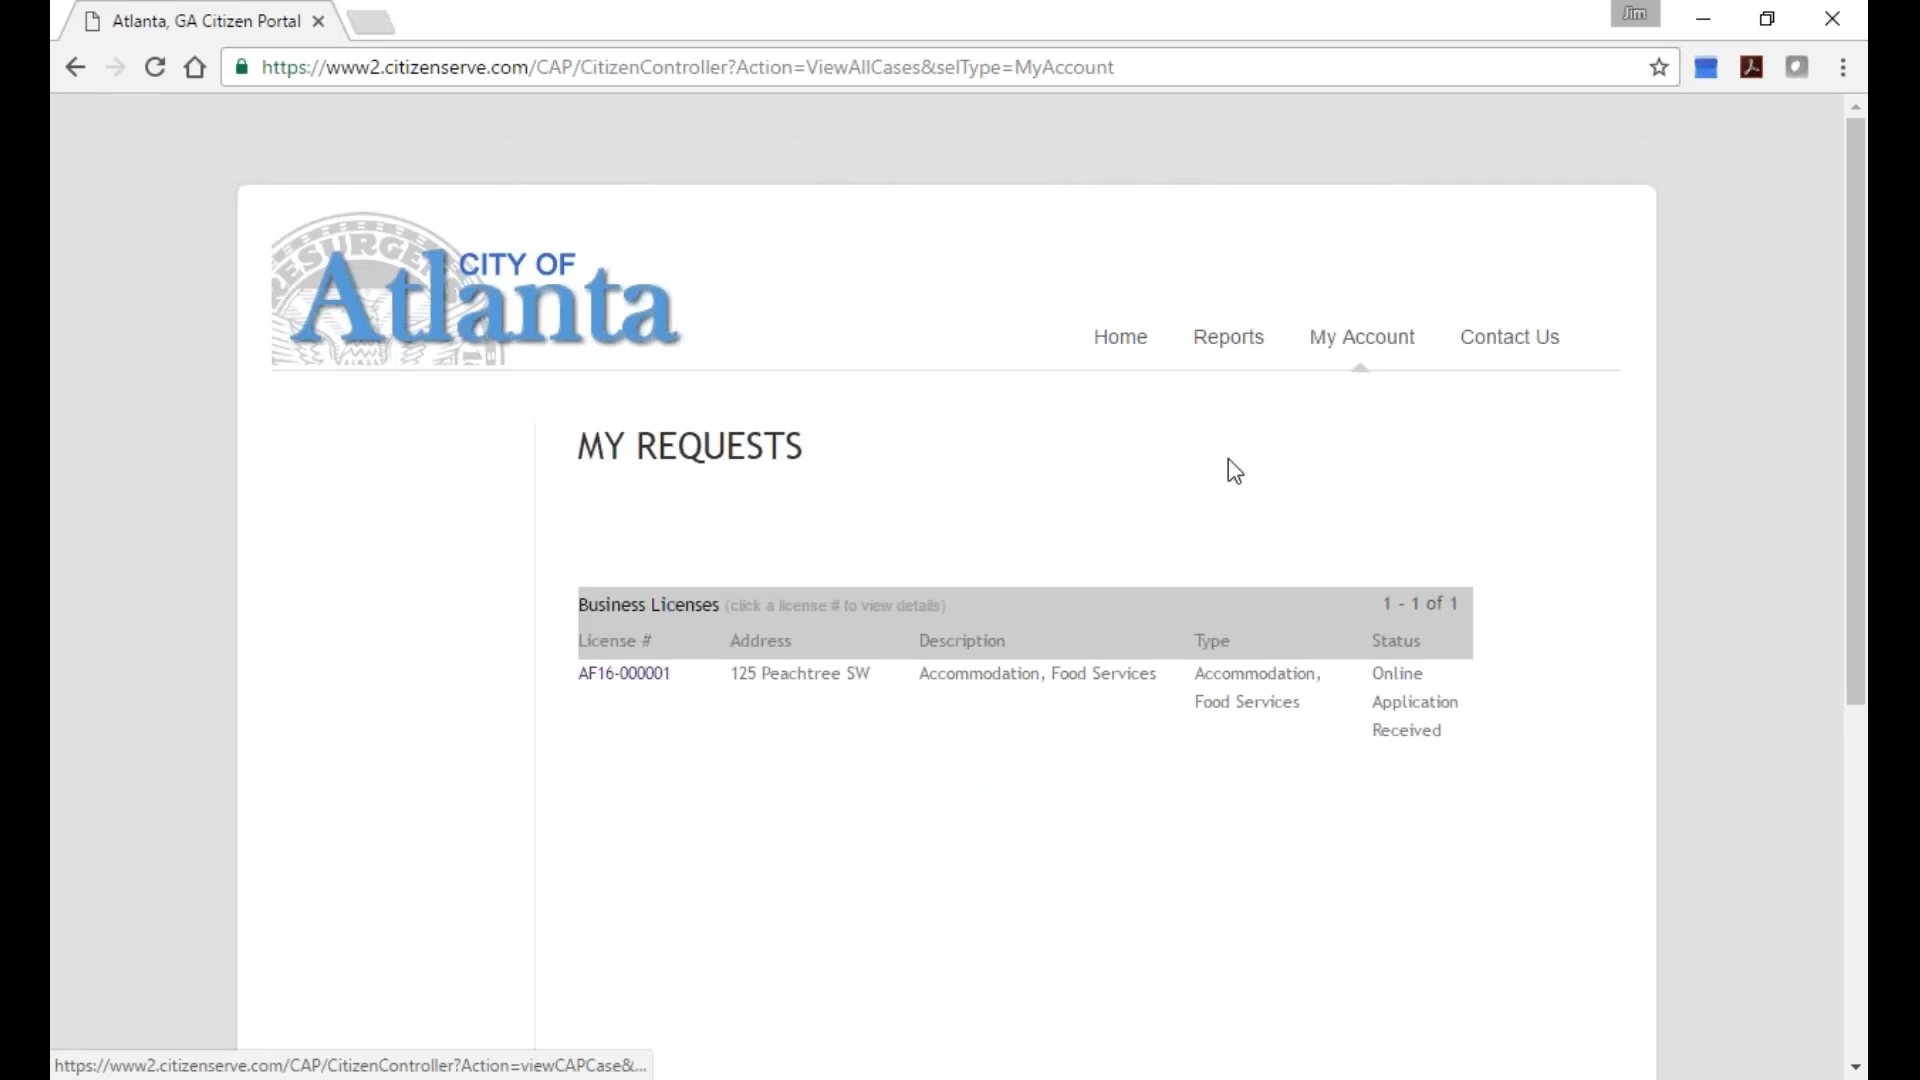 Atlanta, GA Citizen Portal
Jim
https://www2.citizenserve.com/CAP/CitizenController?Action=ViewAllCases&selType=MyAccount
RESURGE
CITY OF
Atlanta
Home Reports My Account Contact Us
MY REQUESTS
Business Licenses (click a license # to view details) 1 - 1 of 1
License # Address Description Type Status
AF16-000001 125 Peachtree SW Accommodation, Food Services Accommodation, Online
Food Services Application
Received
https://www2.citizenserve.com/CAP/CitizenController?Action=viewCAPCase&...